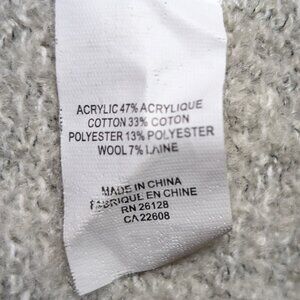 ACRYLIC 47% ACRYLIQUE
COTTON 33% COTON
POLYESTER 13% POLYESTER
WOOL 7% LAINE
MADE IN CHINA
FABRIQUE EN CHINE
RN 26128
CA 22608